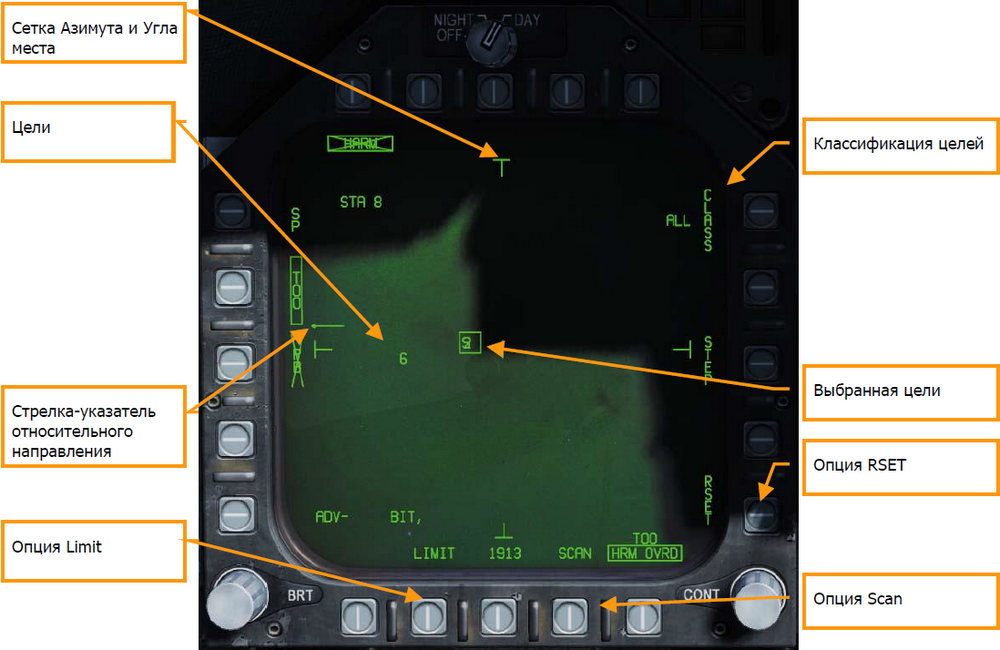 Сетка Азимута и Угла
места
Цели
Стрелка-указатель
относительного
направления
Опция Limit
NIGHT
DAY
OFF
HARM
STA 8
SP
TOO
ALL
CLASS
6
STEP
RSET
ADV-
BIT,
LIMIT
1913
SCAN
TOO
HRM OVRD
BRT
CONT
Классификация целей
Выбранная цели
Опция RSET
Опция Scan